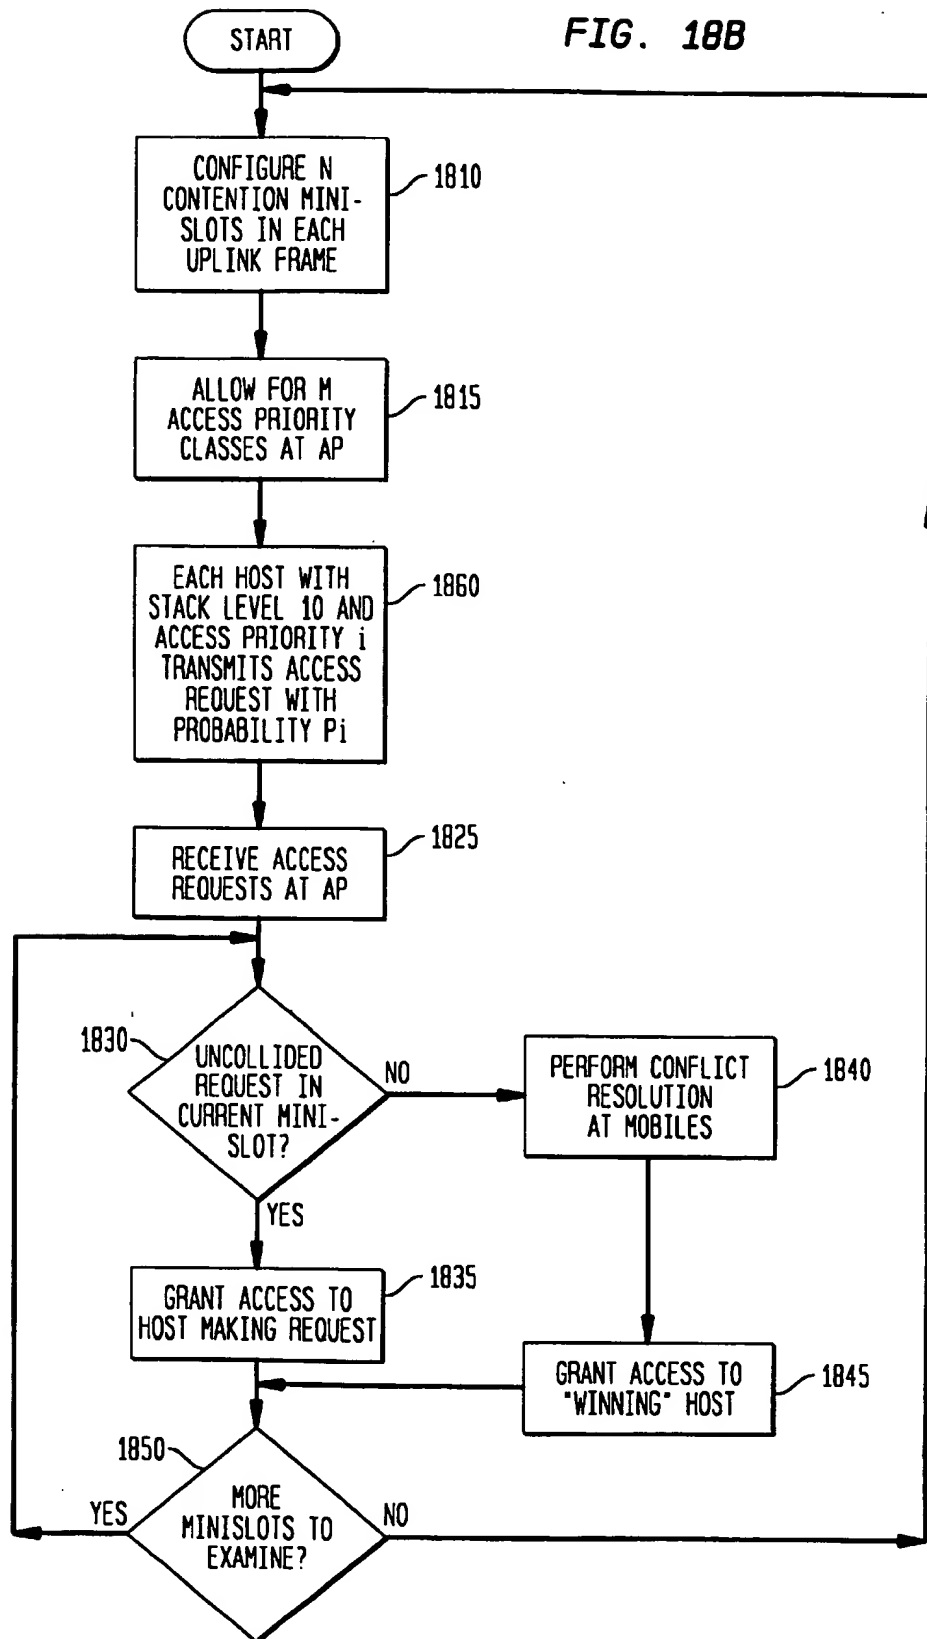 START
FIG. 18B
CONFIGURE N
CONTENTION MINI-
SLOTS IN EACH
UPLINK FRAME
1810
ALLOW FOR M
ACCESS PRIORITY
CLASSES AT AP
1815
EACH HOST WITH
STACK LEVEL 10 AND
ACCESS PRIORITY i
TRANSMITS ACCESS
REQUEST WITH
PROBABILITY Pi
1860
RECEIVE ACCESS
REQUESTS AT AP
1825
1830
UNCOLLIDED
REQUEST IN
CURRENT MINI-
SLOT?
NO
YES
PERFORM CONFLICT
RESOLUTION
AT MOBILES
1840
GRANT ACCESS TO
HOST MAKING REQUEST
1835
GRANT ACCESS TO
"WINNING" HOST
1845
1850
MORE
MINISLOTS TO
EXAMINE?
YES
NO